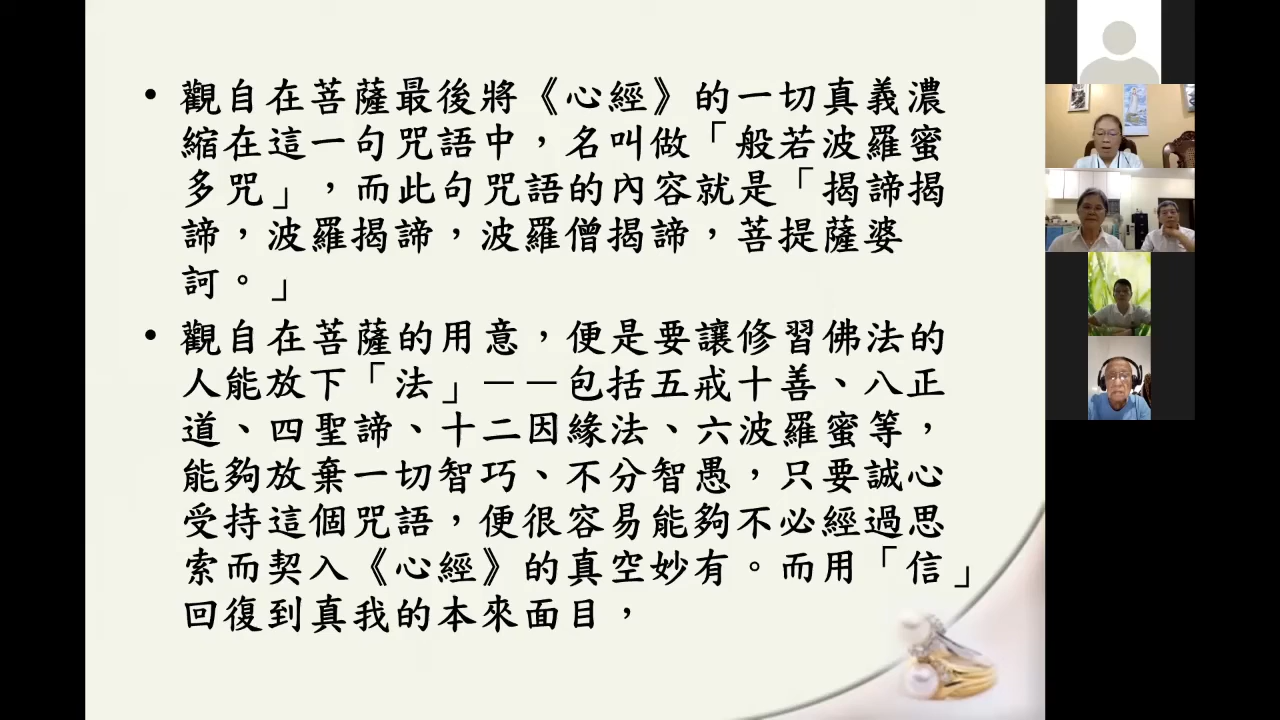 • 觀自在菩薩最後將《心經》的一切真義濃
縮在這一句咒語中，名叫做「般若波羅蜜
多咒」，而此句咒語的內容就是「揭諦揭
諦，波羅揭諦，波羅僧揭諦，菩提薩婆
訶。」
• 觀自在菩薩的用意，便是要讓修習佛法的
人能放下「法」－－包括五戒十善、八正
道、四聖諦、十二因緣法、六波羅蜜等，
能夠放棄一切智巧、不分智愚，只要誠心
受持這個咒語，便很容易能夠不必經過思
索而契入《心經》的真空妙有。而用「信」
回復到真我的本來面目，